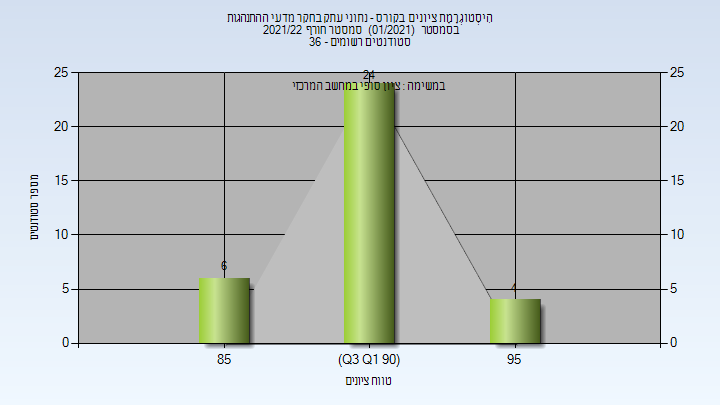 היסטוגרמת ציונים בקורס - נתוני עתק בחקר מדעי ההתנהגות
בסמסטר (01/2021) סמסטר חורף 2021/22
סטודנטים רשומים - 36
במשימה : ציון סופי במחשב המרכזי
25
20
15
10
5
0
25
20
15
10
5
0
מספר סטודנטים
6
24
4
85
(Q3 Q1 90)
95
טווח ציונים